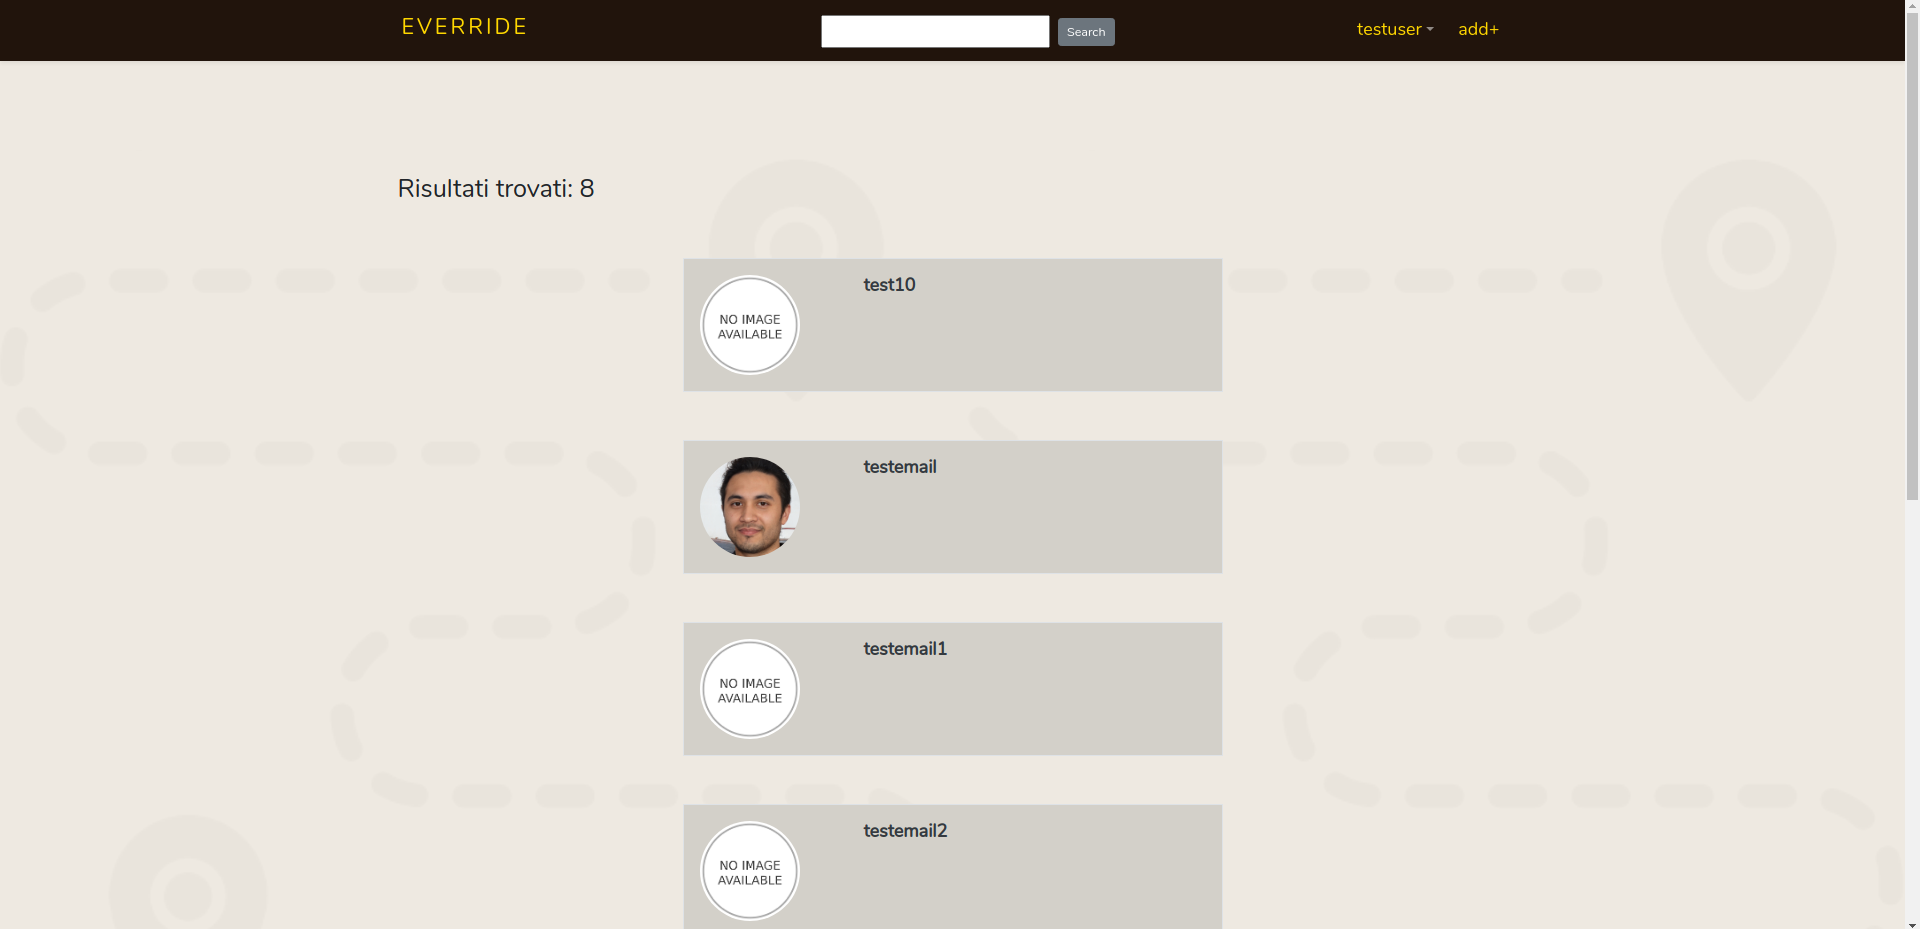 EVERRIDE
Search
testuser
add+
Risultati trovati: 8
NO IMAGE
AVAILABLE
test10
testemail
NO IMAGE
AVAILABLE
testemail1
NO IMAGE
AVAILABLE
testemail2